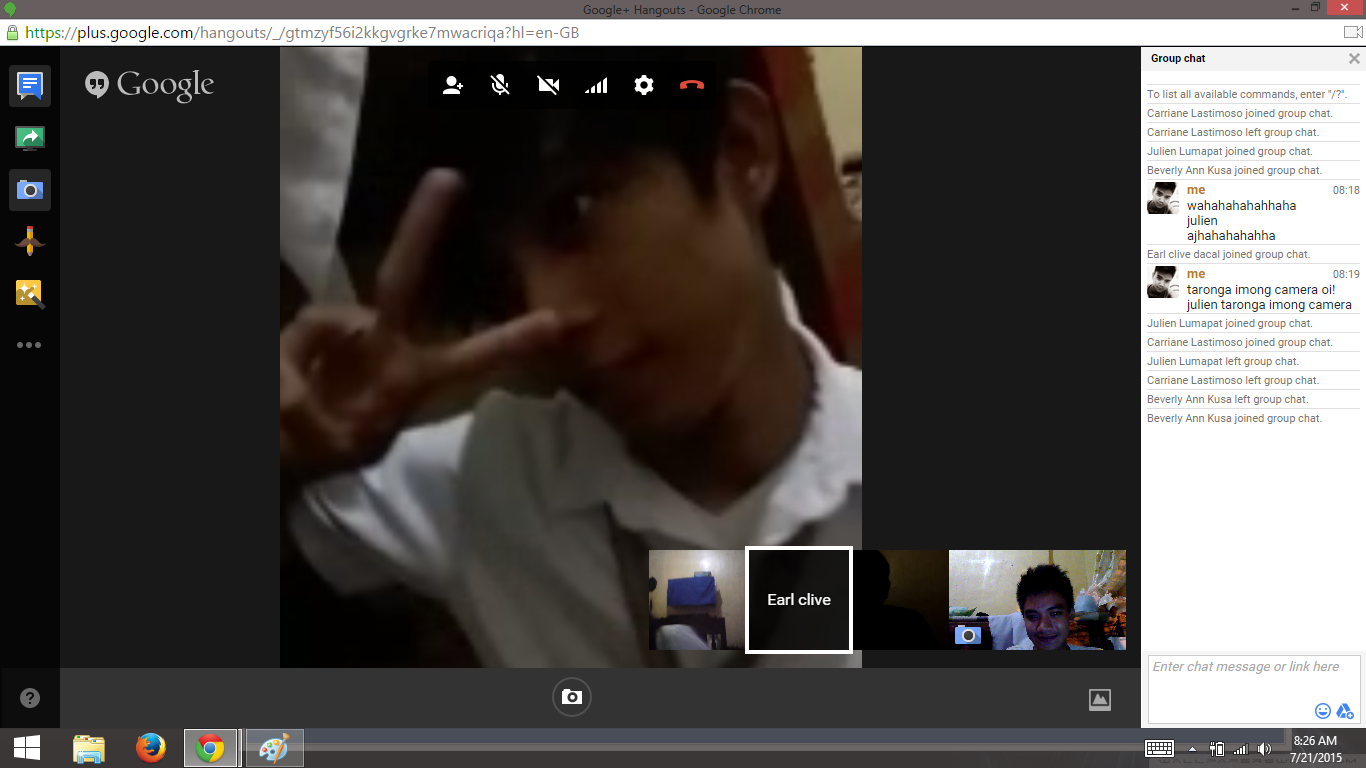 Google+ Hangouts - Google Chrome
https://plus.google.com/hangouts/_/gtmzyf56i2kkgvgrke7mwacriqa?hl=en-GB
Google
Group chat
To list all available commands, enter "/?".
Carriane Lastimoso joined group chat.
Carriane Lastimoso left group chat.
Julien Lumapat joined group chat.
Beverly Ann Kusa joined group chat.
me 08:18
wahahahahahhaha
julien
ajhahahahahha
Earl clive dacal joined group chat.
me 08:19
taronga imong camera oi!
julien taronga imong camera
Julien Lumapat joined group chat.
Carriane Lastimoso joined group chat.
Julien Lumapat left group chat.
Carriane Lastimoso left group chat.
Beverly Ann Kusa left group chat.
Beverly Ann Kusa joined group chat.
Earl clive
Enter chat message or link here
?
8:26 AM
7/21/2015